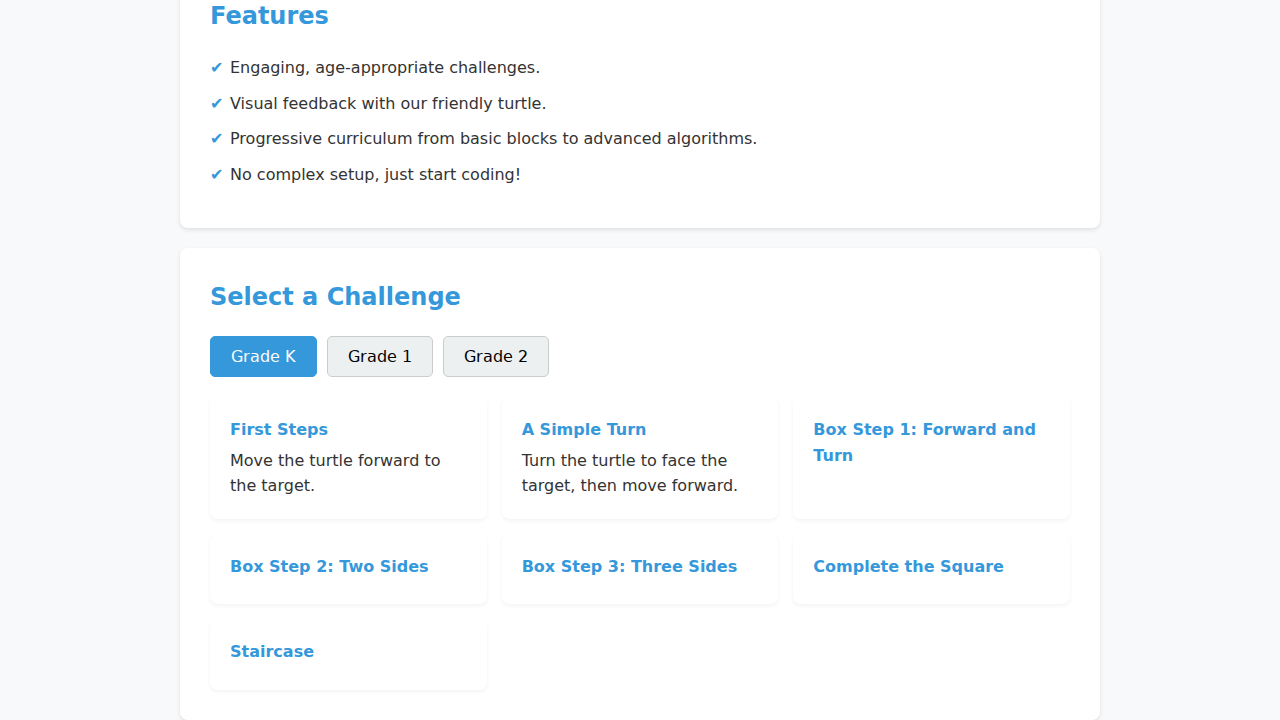 Features
✔ Engaging, age-appropriate challenges.
✔ Visual feedback with our friendly turtle.
✔ Progressive curriculum from basic blocks to advanced algorithms.
✔ No complex setup, just start coding!
Select a Challenge
Grade K
Grade 1
Grade 2
First Steps
Move the turtle forward to
the target.
A Simple Turn
Turn the turtle to face the
target, then move forward.
Box Step 1: Forward and
Turn
Box Step 2: Two Sides
Box Step 3: Three Sides
Complete the Square
Staircase